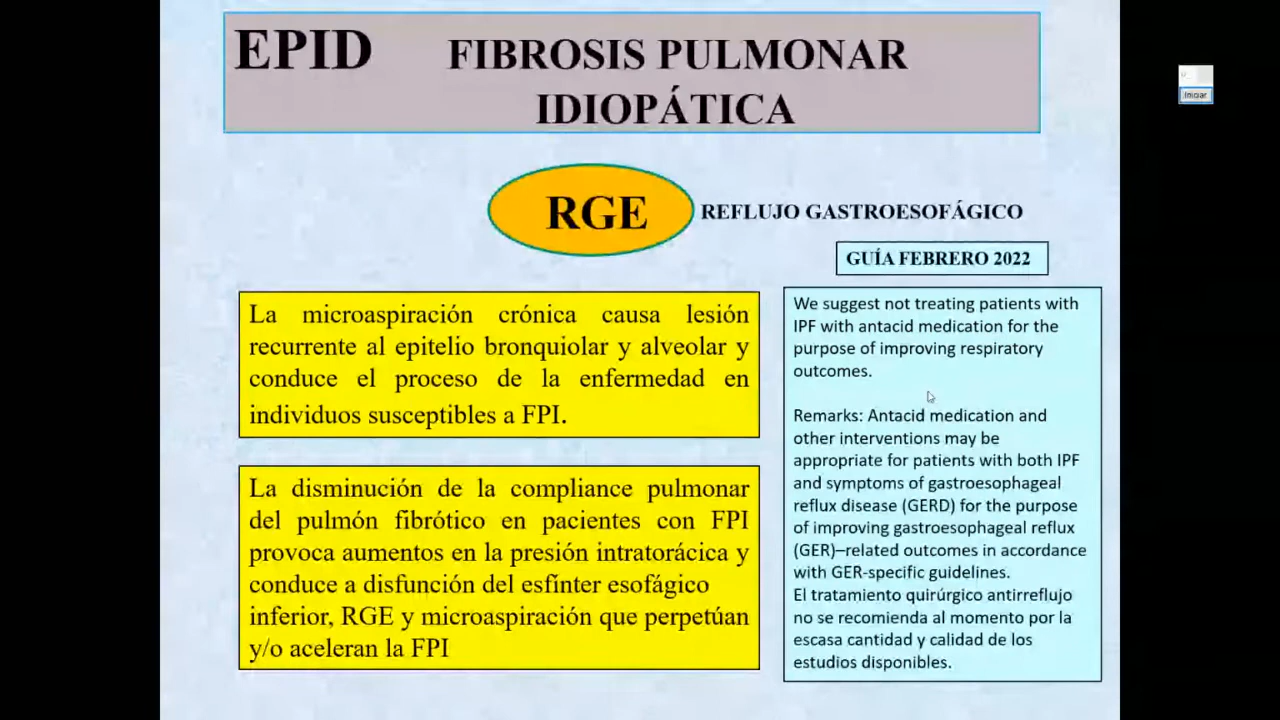 EPID FIBROSIS PULMONAR
IDIOPÁTICA
Iniciar
RGE REFLUJO GASTROESOFÁGICO
GUÍA FEBRERO 2022
La microaspiración crónica causa lesión
recurrente al epitelio bronquiolar y alveolar y
conduce el proceso de la enfermedad en
individuos susceptibles a FPI.
La disminución de la compliance pulmonar
del pulmón fibrótico en pacientes con FPI
provoca aumentos en la presión intratorácica y
conduce a disfunción del esfínter esofágico
inferior, RGE y microaspiración que perpetúan
y/o aceleran la FPI
We suggest not treating patients with
IPF with antacid medication for the
purpose of improving respiratory
outcomes.
Remarks: Antacid medication and
other interventions may be
appropriate for patients with both IPF
and symptoms of gastroesophageal
reflux disease (GERD) for the purpose
of improving gastroesophageal reflux
(GER)–related outcomes in accordance
with GER-specific guidelines.
El tratamiento quirúrgico antirreflujo
no se recomienda al momento por la
escasa cantidad y calidad de los
estudios disponibles.